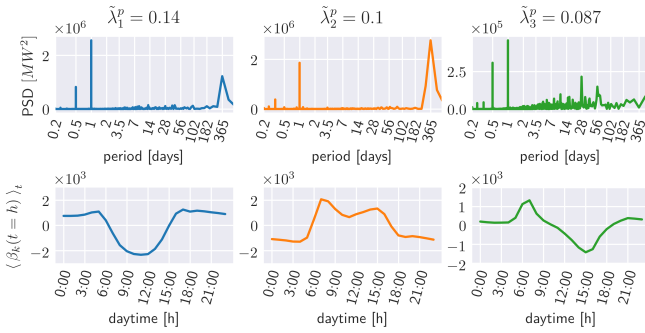 λ̃₁ᵖ = 0.14
λ̃₂ᵖ = 0.1
λ̃₃ᵖ = 0.087
×10⁶
×10⁶
×10⁵
PSD [MW²]
2
0
2
0
2.5
0.0
0.2 0.5 1 2 3.5 7 14 28 56 102 182 365
0.2 0.5 1 2 3.5 7 14 28 56 102 182 365
0.2 0.5 1 2 3.5 7 14 28 56 102 182 365
period [days]
period [days]
period [days]
×10³
×10³
×10³
⟨ βₖ(t = h) ⟩ₜ
2
0
−2
2
0
−2
2
1
0
−1
−2
0:00 3:00 6:00 9:00 12:00 15:00 18:00 21:00
0:00 3:00 6:00 9:00 12:00 15:00 18:00 21:00
0:00 3:00 6:00 9:00 12:00 15:00 18:00 21:00
daytime [h]
daytime [h]
daytime [h]